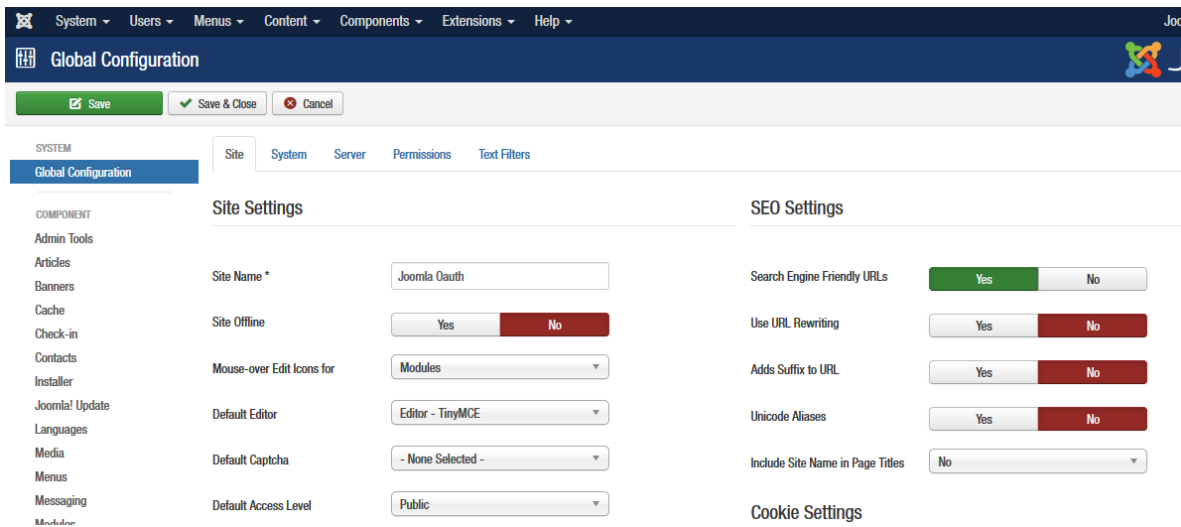 System Users Menus Content Components Extensions Help
Global Configuration
Save Save & Close Cancel
SYSTEM
Global Configuration
COMPONENT
Admin Tools
Articles
Banners
Cache
Check-in
Contacts
Installer
Joomla! Update
Languages
Media
Menus
Messaging
Modules
Site System Server Permissions Text Filters
Site Settings
Site Name * Joomla Oauth
Site Offline Yes No
Mouse-over Edit Icons for Modules
Default Editor Editor - TinyMCE
Default Captcha - None Selected -
Default Access Level Public
SEO Settings
Search Engine Friendly URLs Yes No
Use URL Rewriting Yes No
Adds Suffix to URL Yes No
Unicode Aliases Yes No
Include Site Name in Page Titles No
Cookie Settings